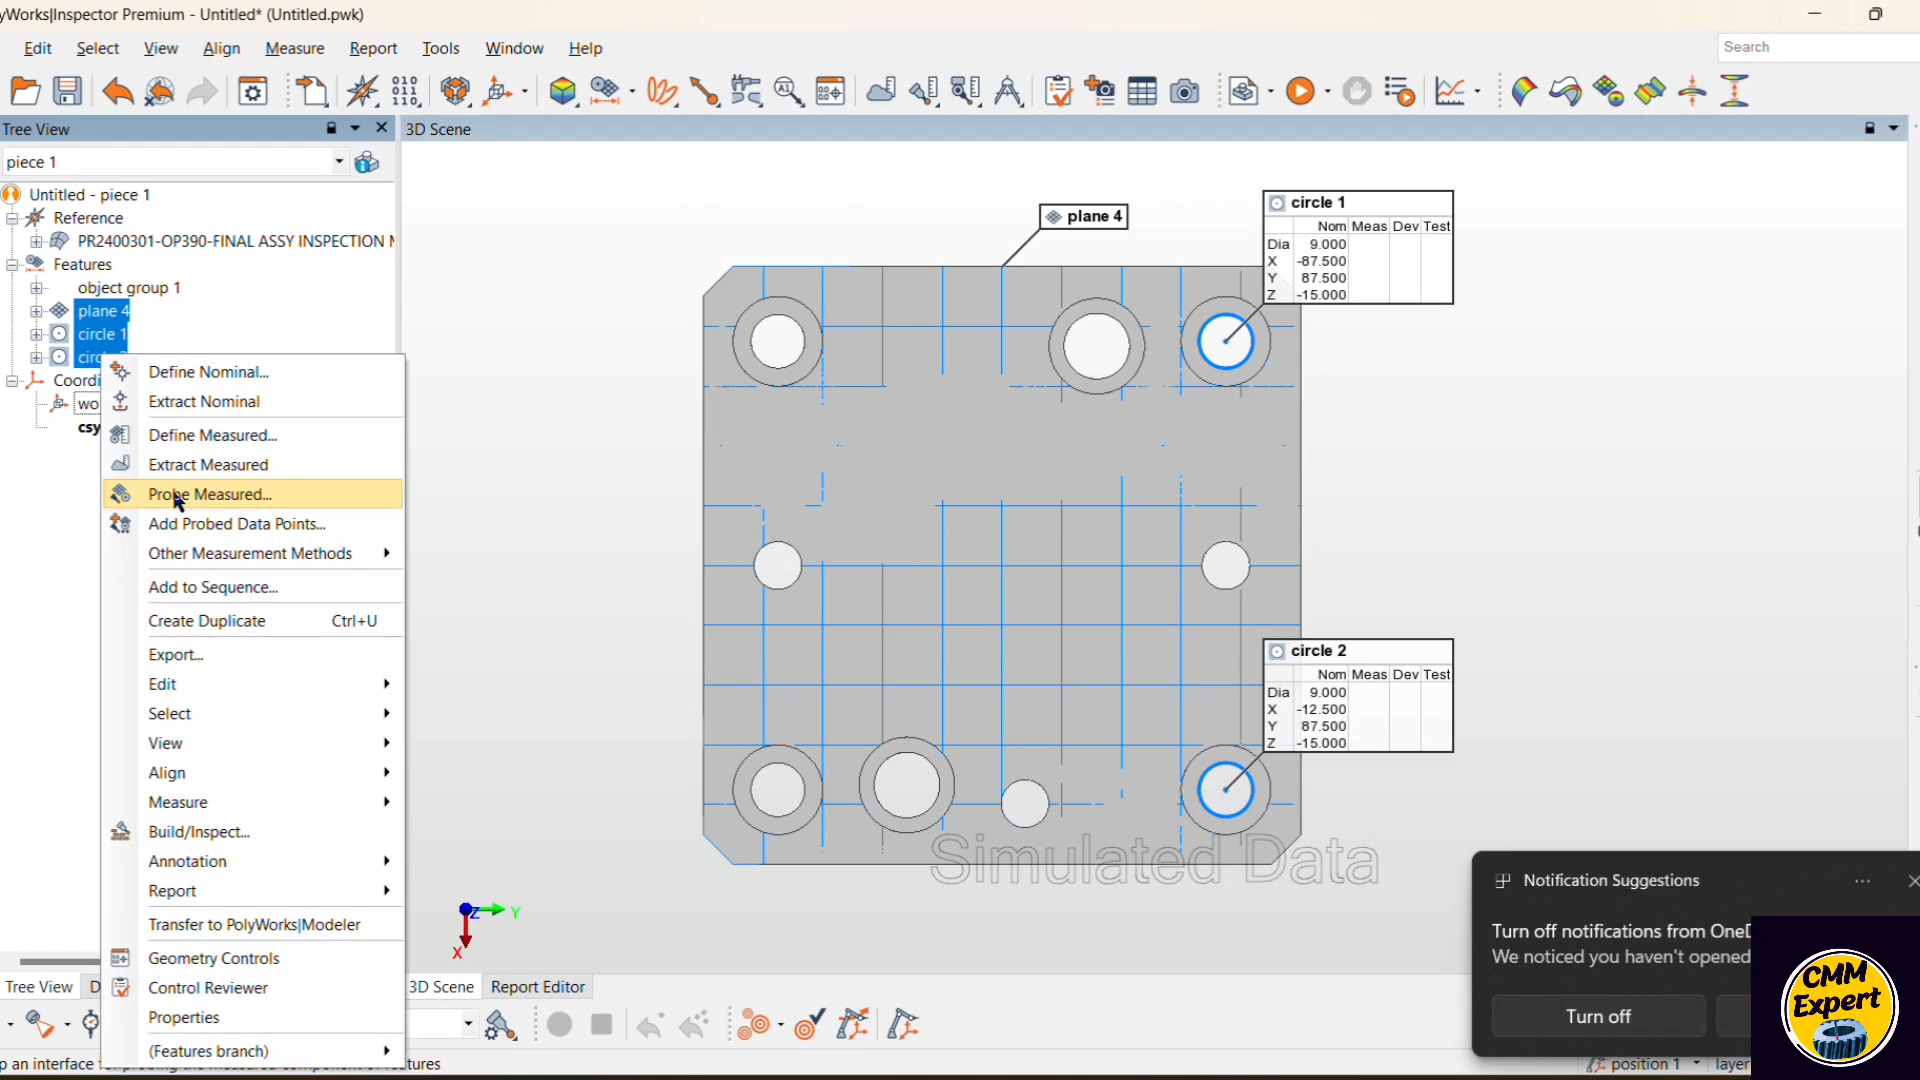 yWorks|Inspector Premium - Untitled* (Untitled.pwk)
Edit Select View Align Measure Report Tools Window Help
Search
Tree View
3D Scene
piece 1
Untitled - piece 1
Reference
PR2400301-OP390-FINAL ASSY INSPECTION
Features
object group 1
plane 4
circle 1
Define Nominal...
Extract Nominal
Define Measured...
Extract Measured
Probe Measured...
Add Probed Data Points...
Other Measurement Methods
Add to Sequence...
Create Duplicate Ctrl+U
Export...
Edit
Select
View
Align
Measure
Build/Inspect...
Annotation
Report
Transfer to PolyWorks|Modeler
Geometry Controls
Control Reviewer
Properties
(Features branch)
plane 4
circle 1
Nom Meas Dev Test
Dia 9.000
X -87.500
Y 87.500
Z -15.000
circle 2
Nom Meas Dev Test
Dia 9.000
X -12.500
Y 87.500
Z -15.000
Simulated Data
Z Y
X
Tree View
3D Scene Report Editor
Notification Suggestions
Turn off notifications from OneD
We noticed you haven't opened
Turn off
CMM
Expert
position 1 layer